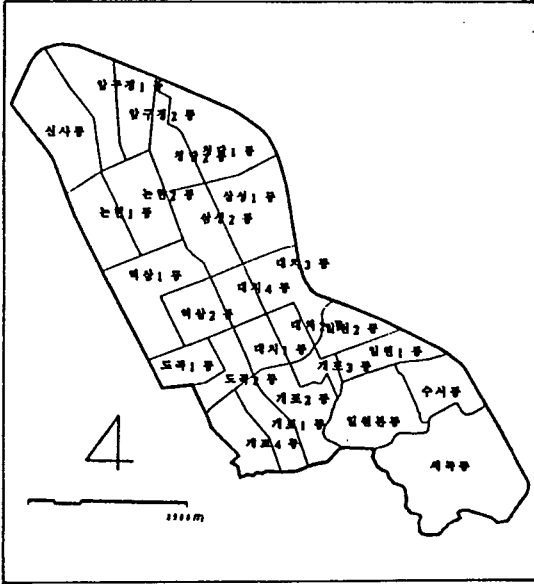 압구정1동
압구정2동
신사동
청담1동
청담2동
논현2동
삼성1동
논현1동
삼성2동
대치3동
역삼1동
대치4동
역삼2동
대치2동
일원2동
대치1동
일원1동
도곡1동
개포3동
도곡2동
수서동
개포2동
개포1동
일원본동
개포4동
세곡동